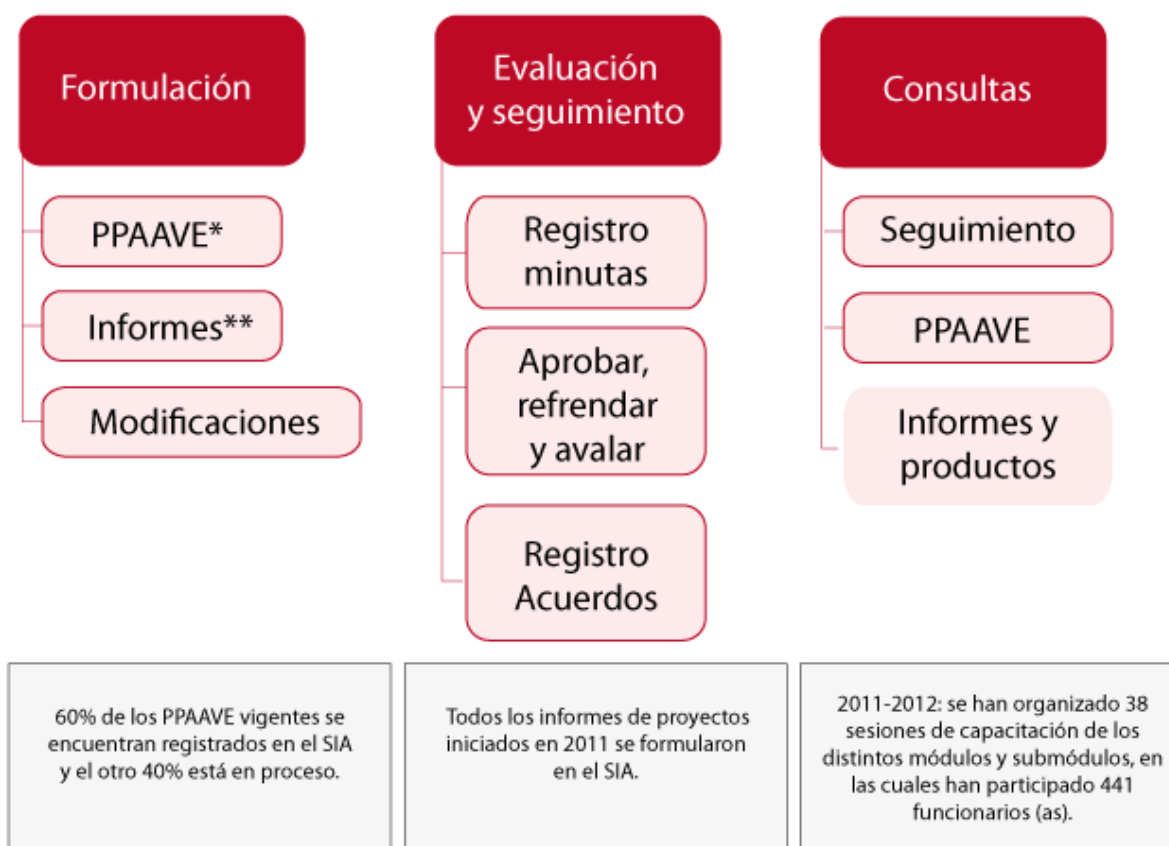 Formulación
PPAAVE*
Informes**
Modificaciones
Evaluación
y seguimiento
Registro
minutas
Aprobar,
refrendar
y avalar
Registro
Acuerdos
Consultas
Seguimiento
PPAAVE
Informes y
productos
60% de los PPAAVE vigentes se
encuentran registrados en el SIA
y el otro 40% está en proceso.
Todos los informes de proyectos
iniciados en 2011 se formularon
en el SIA.
2011-2012: se han organizado 38
sesiones de capacitación de los
distintos módulos y submódulos, en
las cuales han participado 441
funcionarios (as).